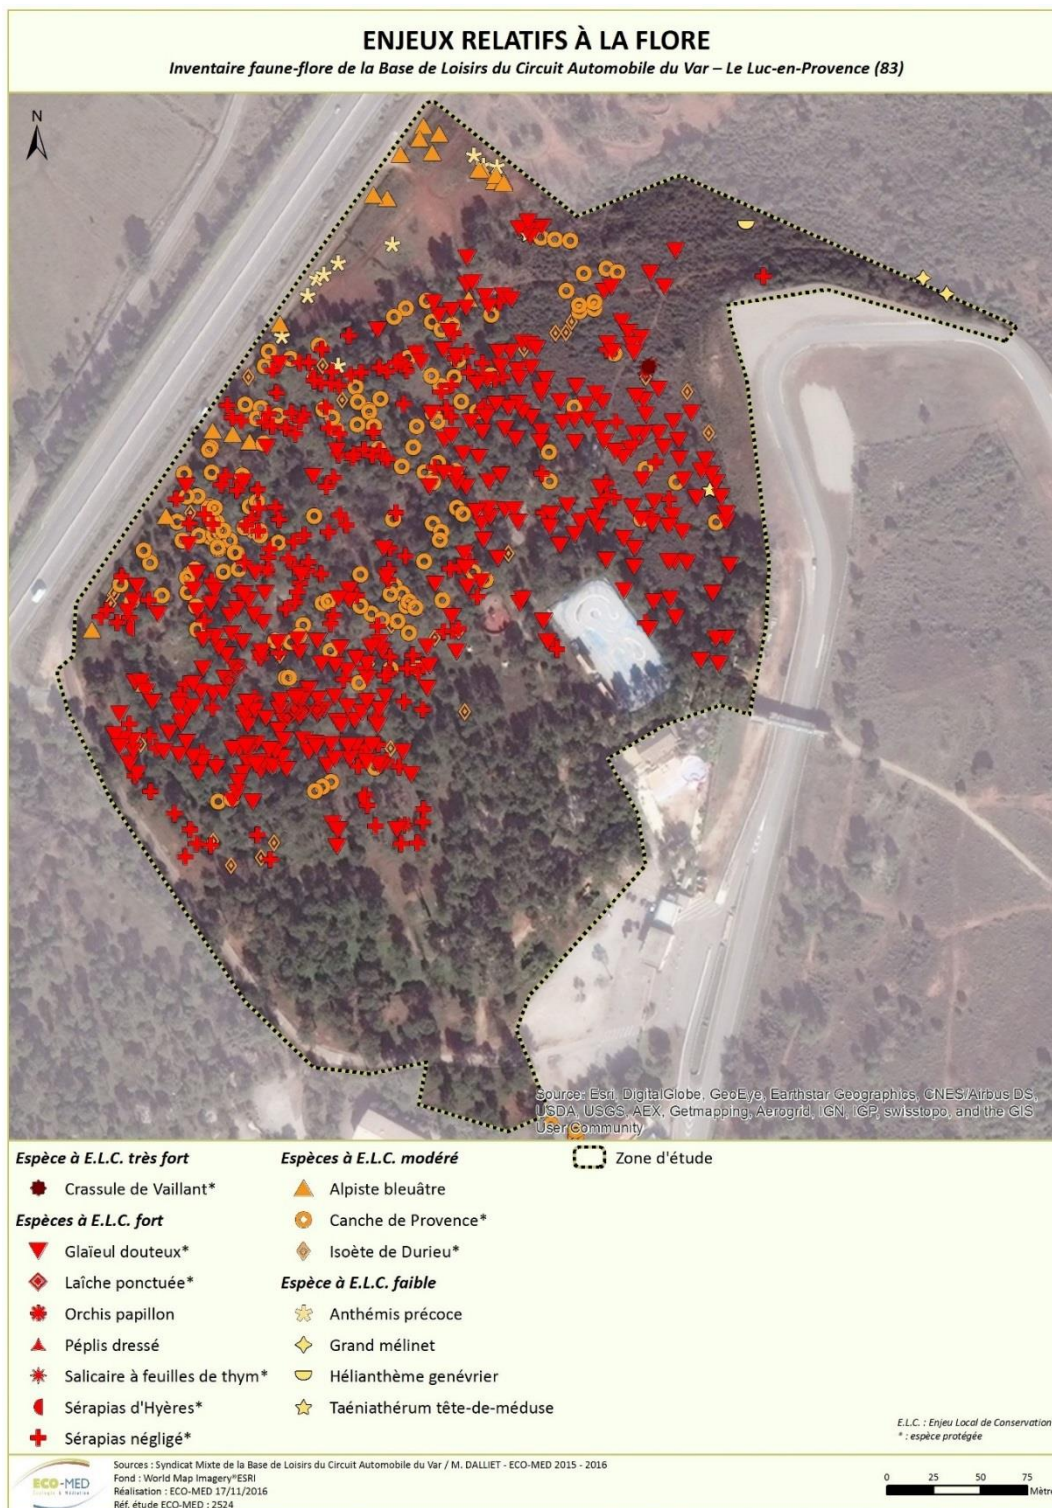 ENJEUX RELATIFS À LA FLORE
Inventaire faune-flore de la Base de Loisirs du Circuit Automobile du Var – Le Luc-en-Provence (83)
N
Source: Esri, DigitalGlobe, GeoEye, Earthstar Geographics, CNES/Airbus DS,
USDA, USGS, AEX, Getmapping, Aerogrid, IGN, IGP, swisstopo, and the GIS
User Community
Espèce à E.L.C. très fort
Crassule de Vaillant*
Espèces à E.L.C. fort
Glaïeul douteux*
Laîche ponctuée*
Orchis papillon
Péplis dressé
Salicaire à feuilles de thym*
Sérapias d'Hyères*
Sérapias négligé*
Espèces à E.L.C. modéré
Alpiste bleuâtre
Canche de Provence*
Isoète de Durieu*
Espèce à E.L.C. faible
Anthémis précoce
Grand mélinet
Hélianthème genévrier
Taéniathérum tête-de-méduse
Zone d'étude
E.L.C. : Enjeu Local de Conservation
* : espèce protégée
ECO-MED
Ecologie & Médiation
Sources : Syndicat Mixte de la Base de Loisirs du Circuit Automobile du Var / M. DALLIET - ECO-MED 2015 - 2016
Fond : World Map Imagery®ESRI
Réalisation : ECO-MED 17/11/2016
Réf. étude ECO-MED : 2524
0 25 50 75
Mètres